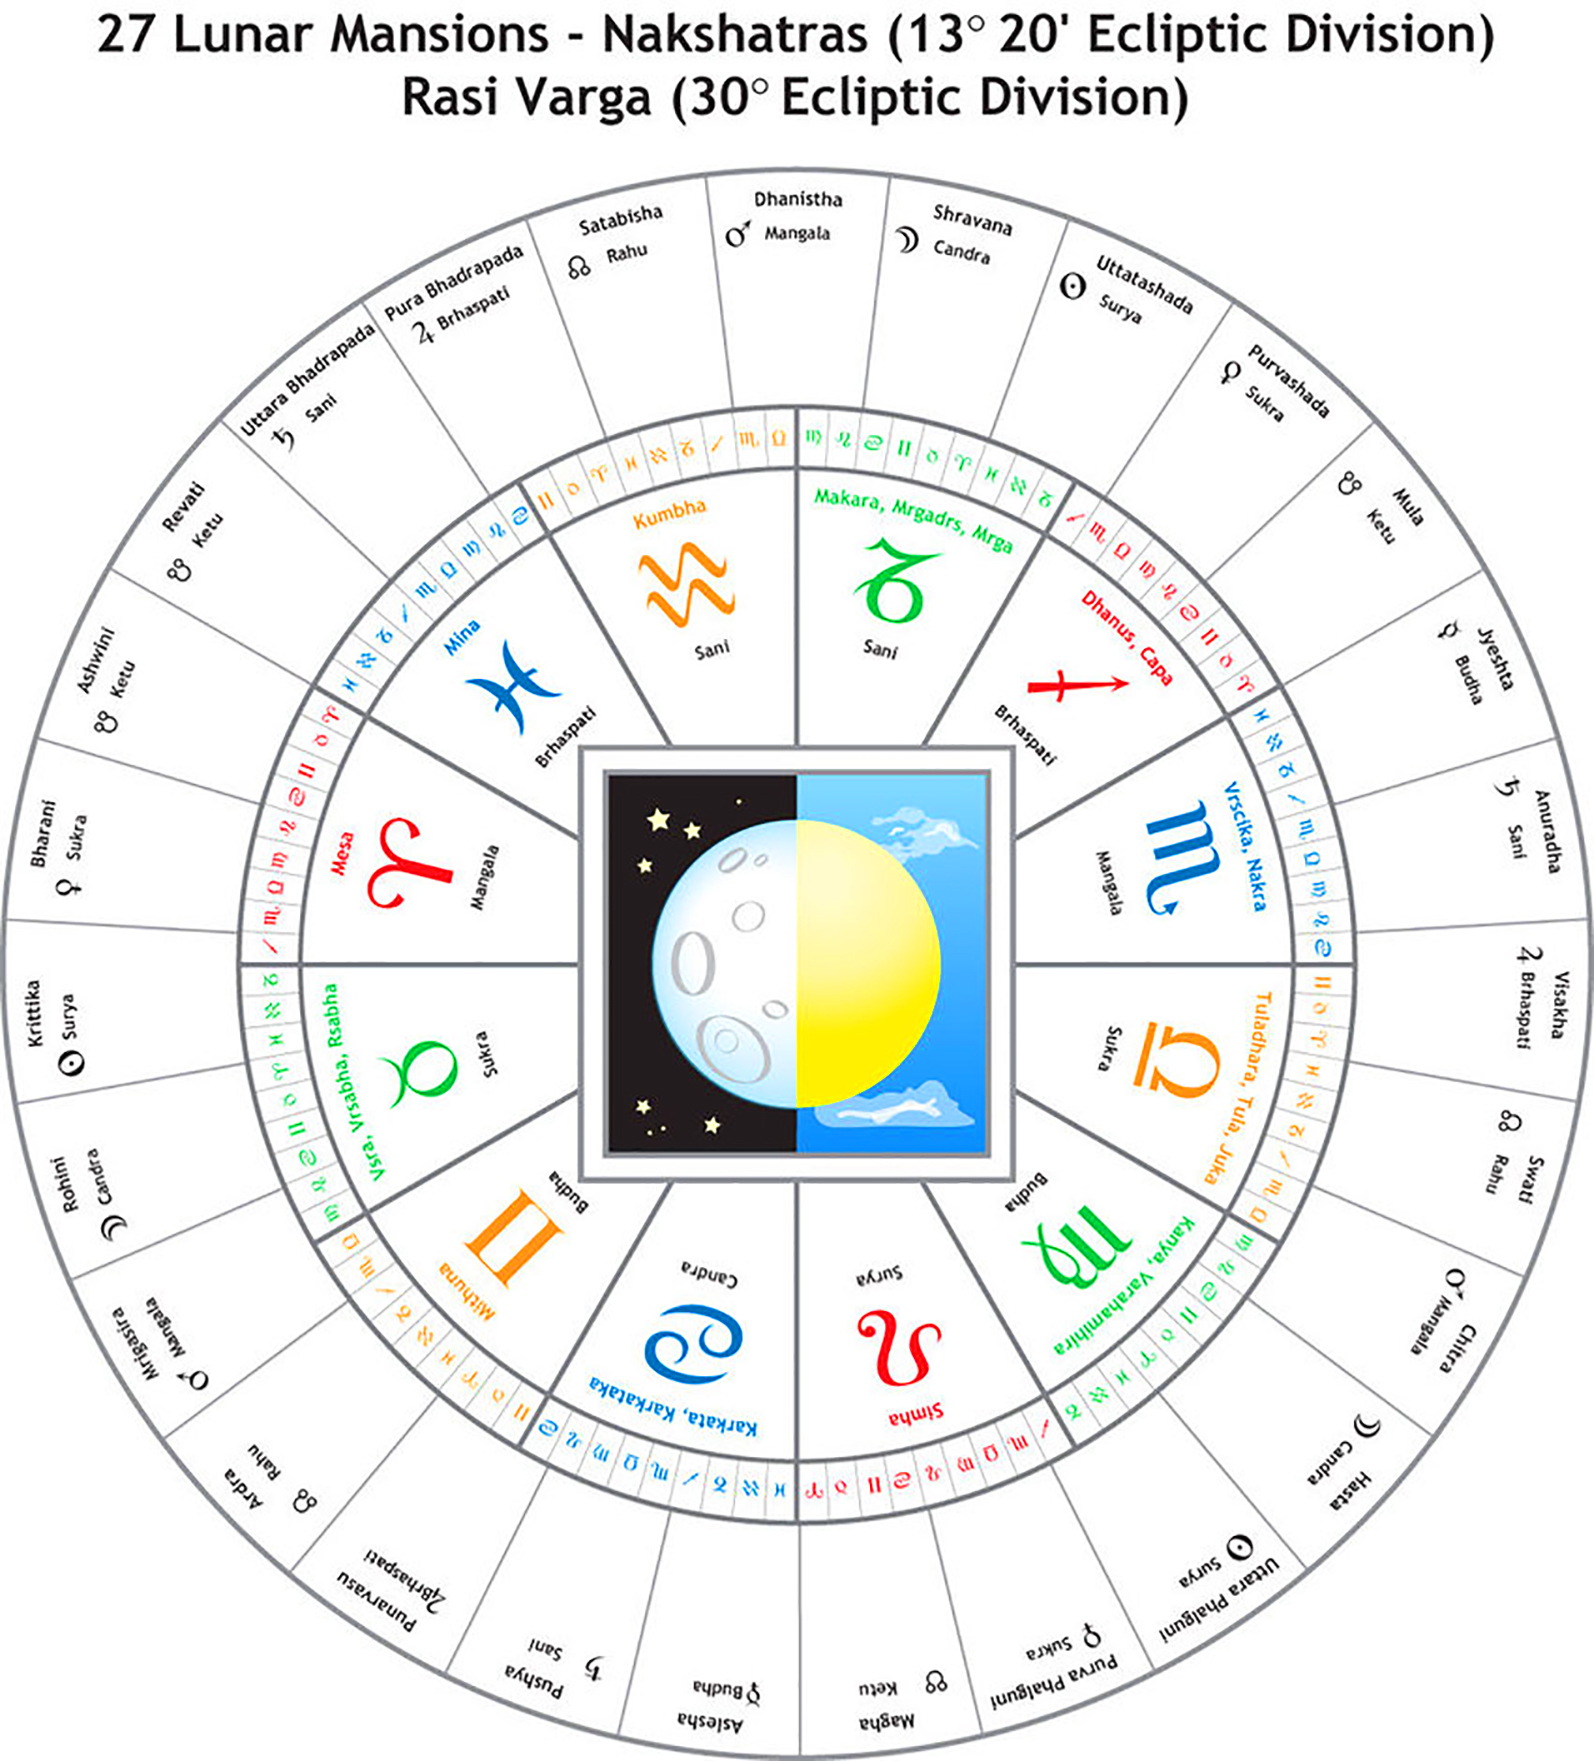 27 Lunar Mansions - Nakshatras (13° 20' Ecliptic Division)
Rasi Varga (30° Ecliptic Division)
Dhanistha
♂ Mangala
Shravana
☽ Candra
Uttatashada
☉ Surya
Purvashada
♀ Sukra
Mula
☋ Ketu
Jyeshta
☿ Budha
Anuradha
♄ Sani
Visakha
♃ Brhaspati
Swati
☊ Rahu
Chitra
♂ Mangala
Hasta
☽ Candra
Uttara Phalguni
☉ Surya
Purva Phalguni
♀ Sukra
Magha
☋ Ketu
Aslesha
☿ Budha
Pushya
♄ Sani
Punarvasu
♃ Brhaspati
Ardra
☊ Rahu
Mrigasira
♂ Mangala
Rohini
☽ Candra
Krittika
☉ Surya
Bharani
♀ Sukra
Ashwini
☋ Ketu
Revati
☋ Ketu
Uttara Bhadrapada
♄ Sani
Pura Bhadrapada
♃ Brhaspati
Satabisha
☊ Rahu
Kumbha
♒
Sani
Makara, Mrgadrs, Mrga
♑
Sani
Dhanus, Capa
♐
Brhaspati
Vrscika, Nakra
♏
Mangala
Tuladhara, Tula, Juka
♎
Sukra
Kanya, Varahamihira
♍
Budha
Simha
♌
Surya
Karkata, Karkataka
♋
Candra
Mithuna
♊
Budha
Vsra, Vrsabha, Rsabha
♉
Sukra
Mesa
♈
Mangala
Mina
♓
Brhaspati